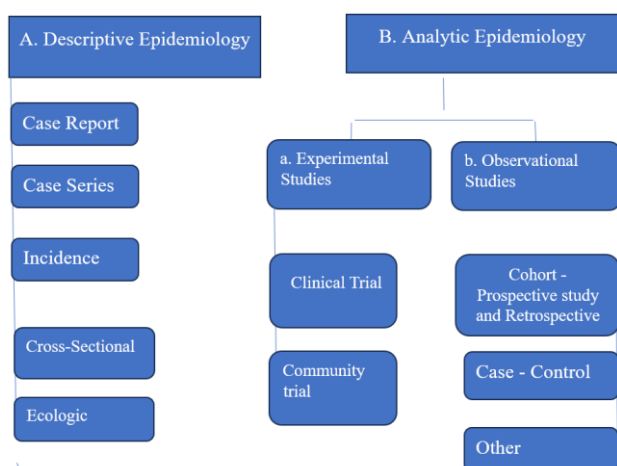 A. Descriptive Epidemiology
Case Report
Case Series
Incidence
Cross-Sectional
Ecologic
B. Analytic Epidemiology
a. Experimental
Studies
Clinical Trial
Community
trial
b. Observational
Studies
Cohort -
Prospective study
and Retrospective
Case - Control
Other